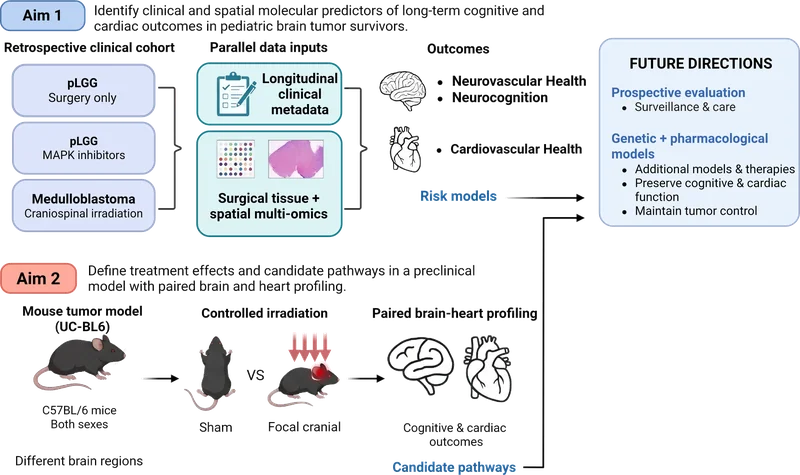 Aim 1
Identify clinical and spatial molecular predictors of long-term cognitive and
cardiac outcomes in pediatric brain tumor survivors.
Retrospective clinical cohort
pLGG
Surgery only
pLGG
MAPK inhibitors
Medulloblastoma
Craniospinal irradiation
Parallel data inputs
Longitudinal
clinical
metadata
Surgical tissue +
spatial multi-omics
Outcomes
• Neurovascular Health
• Neurocognition
• Cardiovascular Health
Risk models
FUTURE DIRECTIONS
Prospective evaluation
• Surveillance & care
Genetic + pharmacological
models
• Additional models & therapies
• Preserve cognitive & cardiac
function
• Maintain tumor control
Aim 2
Define treatment effects and candidate pathways in a preclinical
model with paired brain and heart profiling.
Mouse tumor model
(UC-BL6)
C57BL/6 mice
Both sexes
Different brain regions
Controlled irradiation
Sham
VS
Focal cranial
Paired brain-heart profiling
Cognitive & cardiac
outcomes
Candidate pathways